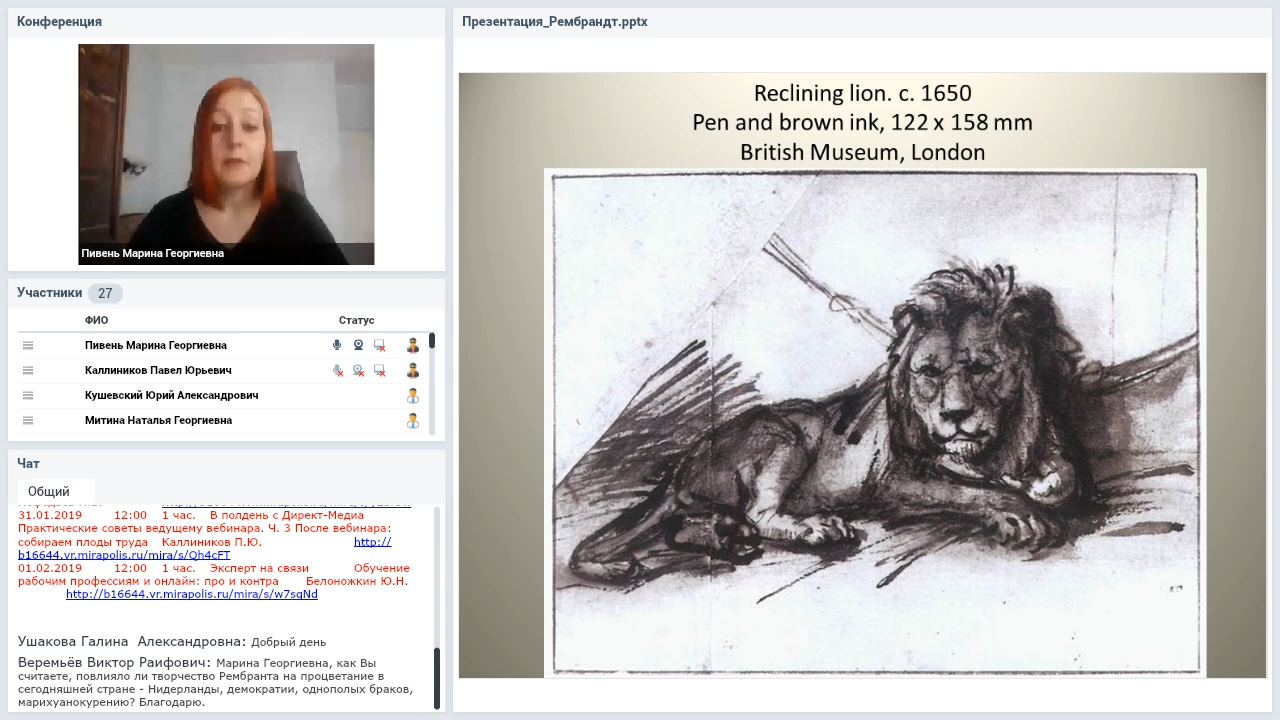 Конференция
Пивень Марина Георгиевна
Участники 27
ФИО Статус
Пивень Марина Георгиевна
Каллиников Павел Юрьевич
Кушевский Юрий Александрович
Митина Наталья Георгиевна
Чат
Общий
31.01.2019 12:00 1 час. В полдень с Директ-Медиа
Практические советы ведущему вебинара. Ч. 3 После вебинара:
собираем плоды труда Каллиников П.Ю. http://
b16644.vr.mirapolis.ru/mira/s/Qh4cFT
01.02.2019 12:00 1 час. Эксперт на связи Обучение
рабочим профессиям и онлайн: про и контра Белоножкин Ю.Н.
http://b16644.vr.mirapolis.ru/mira/s/w7sqNd
Ушакова Галина Александровна: Добрый день
Веремьёв Виктор Раифович: Марина Георгиевна, как Вы
считаете, повлияло ли творчество Рембранта на процветание в
сегодняшней стране - Нидерланды, демократии, однополых браков,
марихуанокурению? Благодарю.
Презентация_Рембрандт.pptx
Reclining lion. c. 1650
Pen and brown ink, 122 x 158 mm
British Museum, London